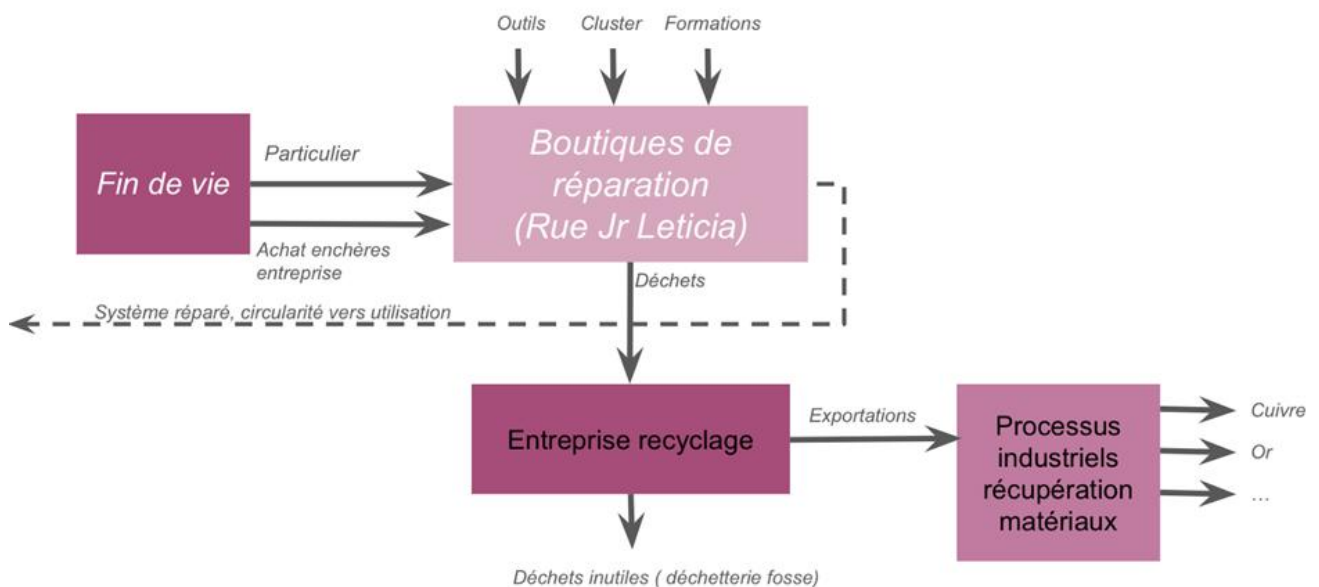 Outils
Cluster
Formations
Fin de vie
Particulier
Achat enchères
entreprise
Boutiques de
réparation
(Rue Jr Leticia)
Déchets
Système réparé, circularité vers utilisation
Entreprise recyclage
Exportations
Processus
industriels
récupération
matériaux
Cuivre
Or
...
Déchets inutiles ( déchetterie fosse)